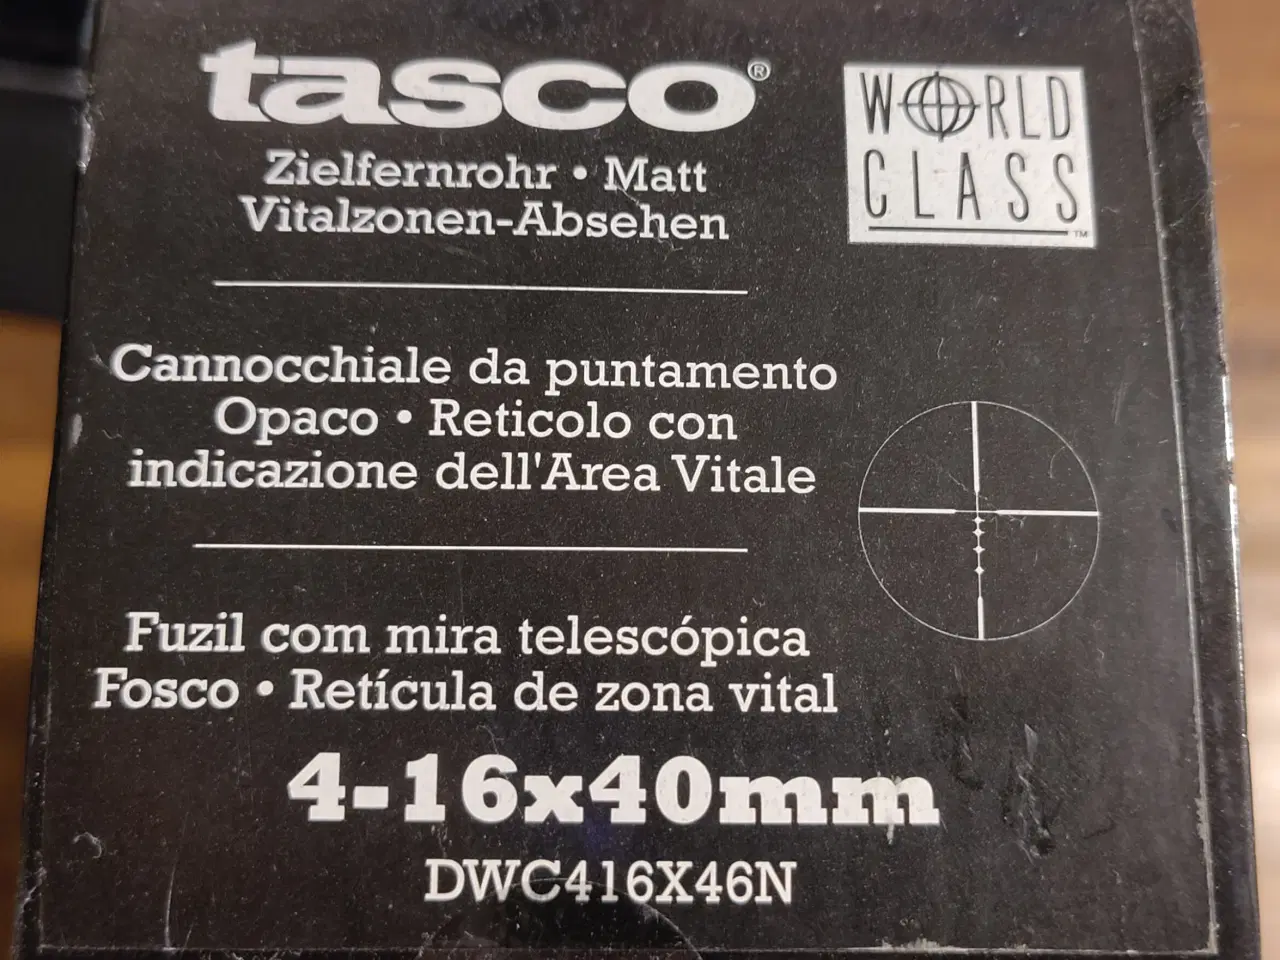 tasco®
WORLD
CLASS™
Zielfernrohr • Matt
Vitalzonen-Absehen
Cannocchiale da puntamento
Opaco • Reticolo con
indicazione dell'Area Vitale
Fuzil com mira telescópica
Fosco • Retícula de zona vital
4-16x40mm
DWC416X46N